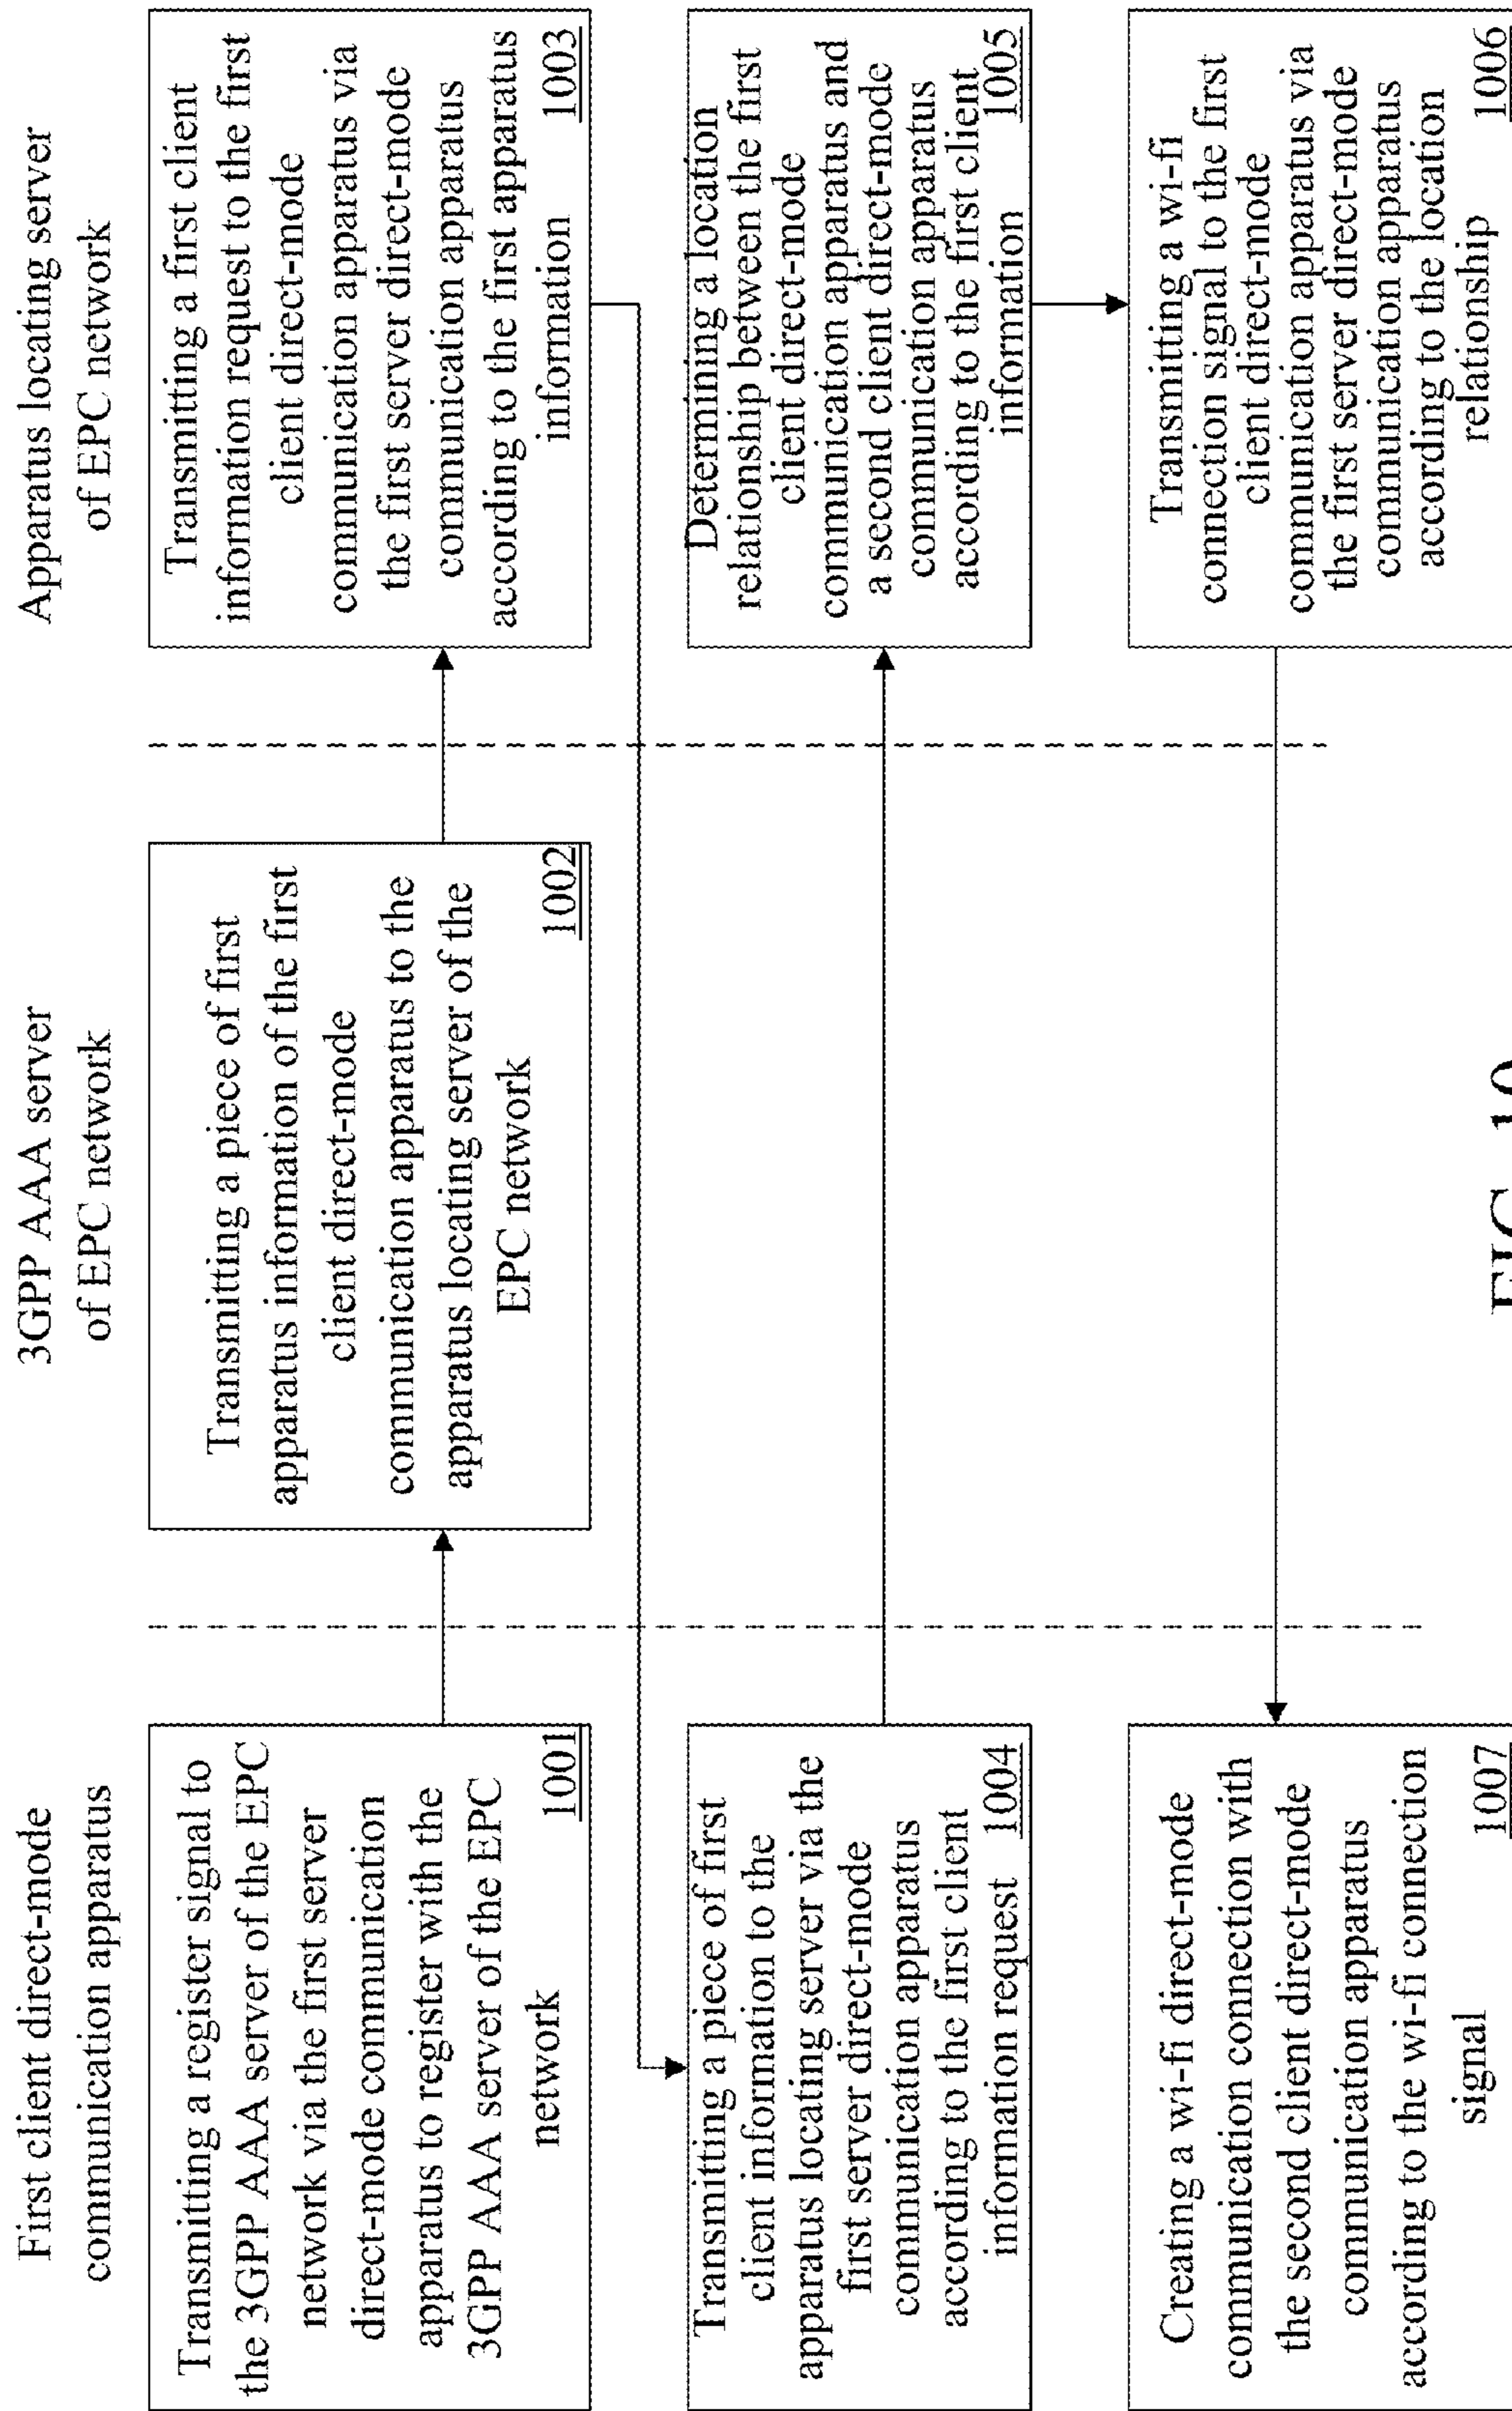 First client direct-mode
communication apparatus
3GPP AAA server
of EPC network
Apparatus locating server
of EPC network
Transmitting a register signal to
the 3GPP AAA server of the EPC
network via the first server
direct-mode communication
apparatus to register with the
3GPP AAA server of the EPC
network
1001
Transmitting a piece of first
apparatus information of the first
client direct-mode
communication apparatus to the
apparatus locating server of the
EPC network
1002
Transmitting a first client
information request to the first
client direct-mode
communication apparatus via
the first server direct-mode
communication apparatus
according to the first apparatus
information
1003
Transmitting a piece of first
client information to the
apparatus locating server via the
first server direct-mode
communication apparatus
according to the first client
information request
1004
Determining a location
relationship between the first
client direct-mode
communication apparatus and
a second client direct-mode
communication apparatus
according to the first client
information
1005
Transmitting a wi-fi
connection signal to the first
client direct-mode
communication apparatus via
the first server direct-mode
communication apparatus
according to the location
relationship
1006
Creating a wi-fi direct-mode
communication connection with
the second client direct-mode
communication apparatus
according to the wi-fi connection
signal
1007
FIG. 10